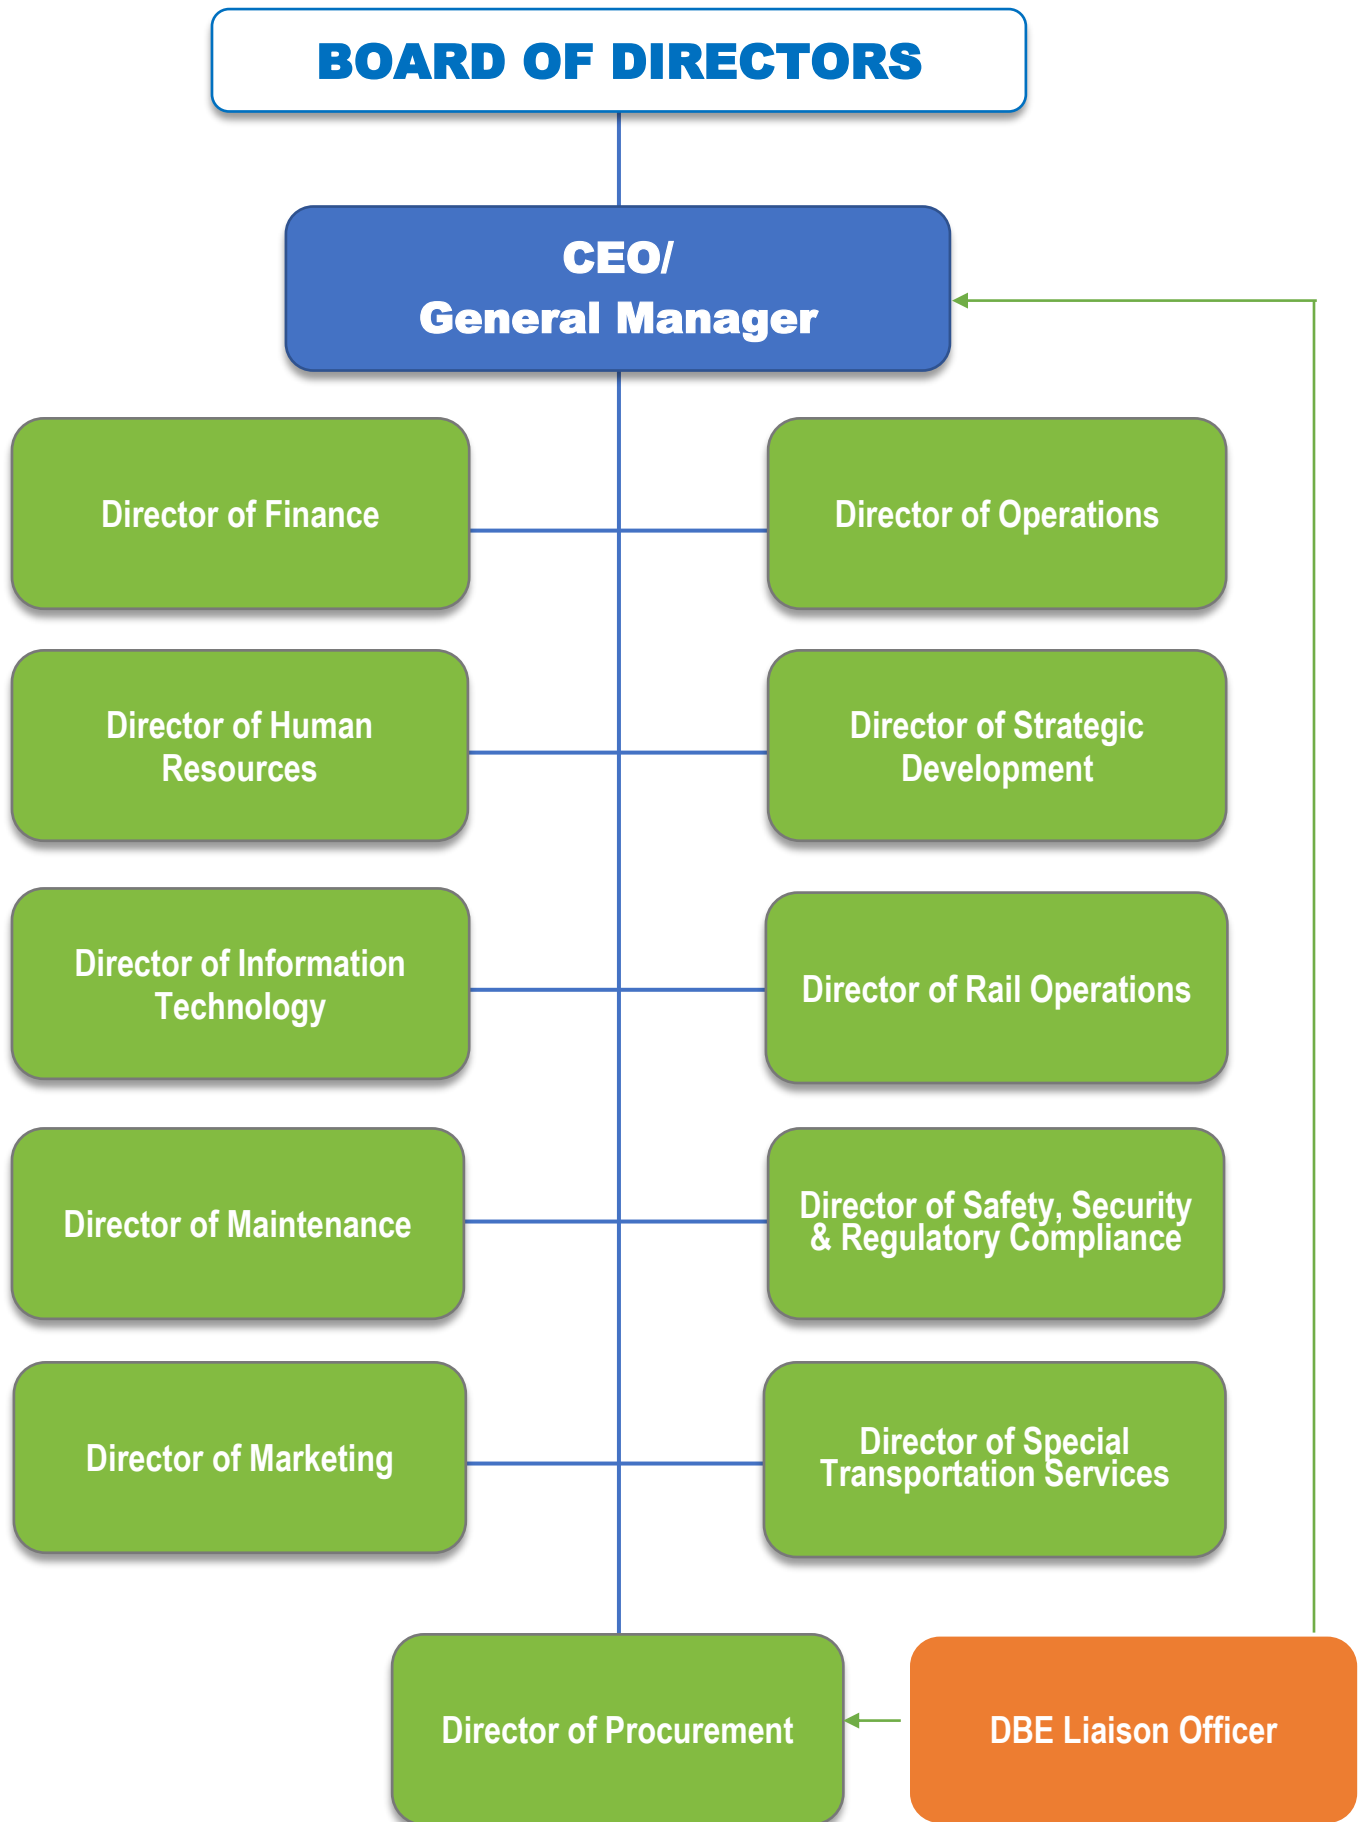 BOARD OF DIRECTORS
CEO/
General Manager
Director of Finance
Director of Operations
Director of Human
Resources
Director of Strategic
Development
Director of Information
Technology
Director of Rail Operations
Director of Maintenance
Director of Safety, Security
& Regulatory Compliance
Director of Marketing
Director of Special
Transportation Services
Director of Procurement
DBE Liaison Officer